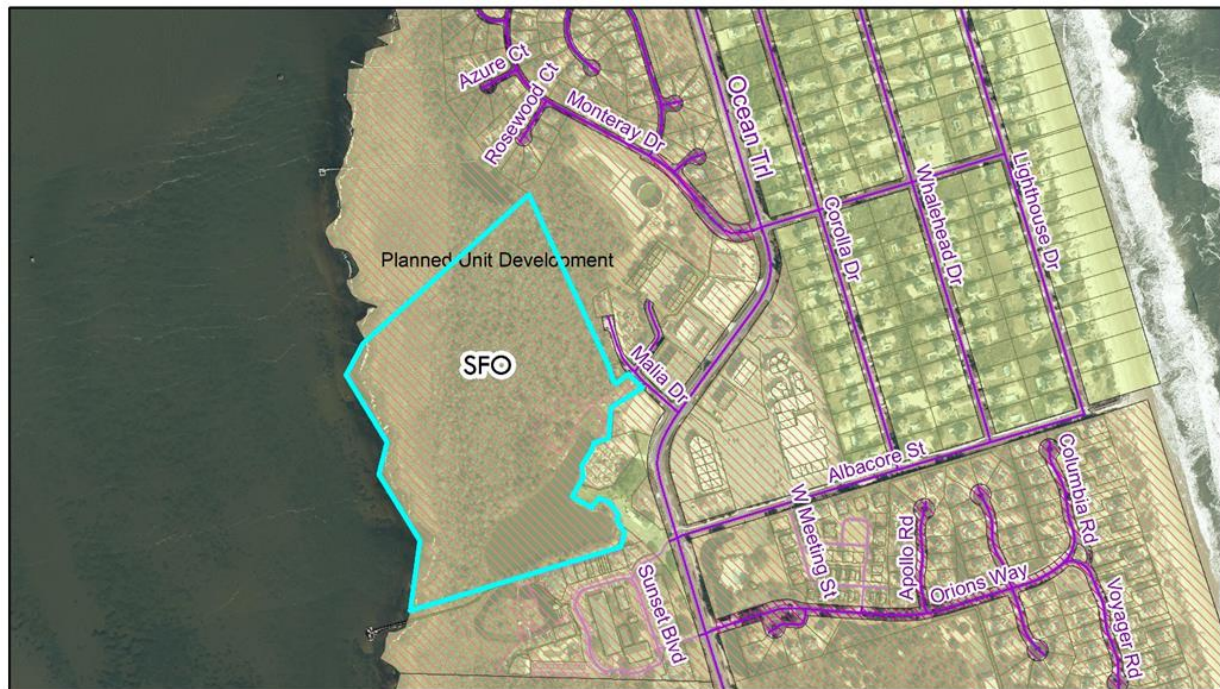 Azure Ct
Rosewood Ct
Monteray Dr
Ocean Trl
Corolla Dr
Whalehead Dr
Lighthouse Dr
Planned Unit Development
SFO
Malia Dr
Albacore St
W Meeting St
Apollo Rd
Orions Way
Columbia Rd
Voyager Rd
Sunset Blvd